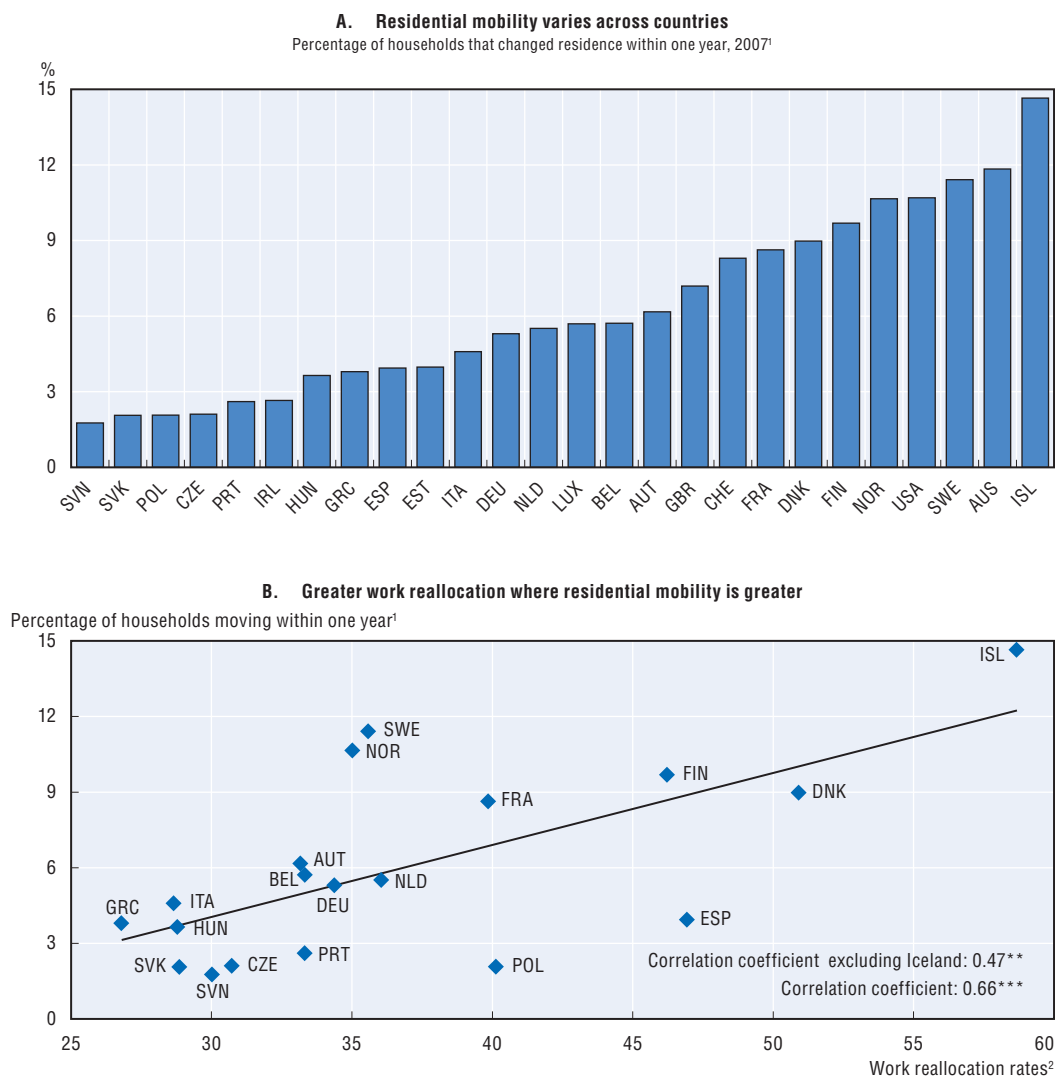 A. Residential mobility varies across countries
Percentage of households that changed residence within one year, 2007¹
%
15
12
9
6
3
0
SVN SVK POL CZE PRT IRL HUN GRC ESP EST ITA DEU NLD LUX BEL AUT GBR CHE FRA DNK FIN NOR USA SWE AUS ISL
B. Greater work reallocation where residential mobility is greater
Percentage of households moving within one year¹
15
ISL
12
SWE
NOR
FIN
9
FRA
DNK
AUT
6
BEL
NLD
DEU
ITA
GRC
HUN
ESP
3
PRT
SVK
CZE
POL
SVN
Correlation coefficient excluding Iceland: 0.47**
Correlation coefficient: 0.66***
0
25 30 35 40 45 50 55 60
Work reallocation rates²